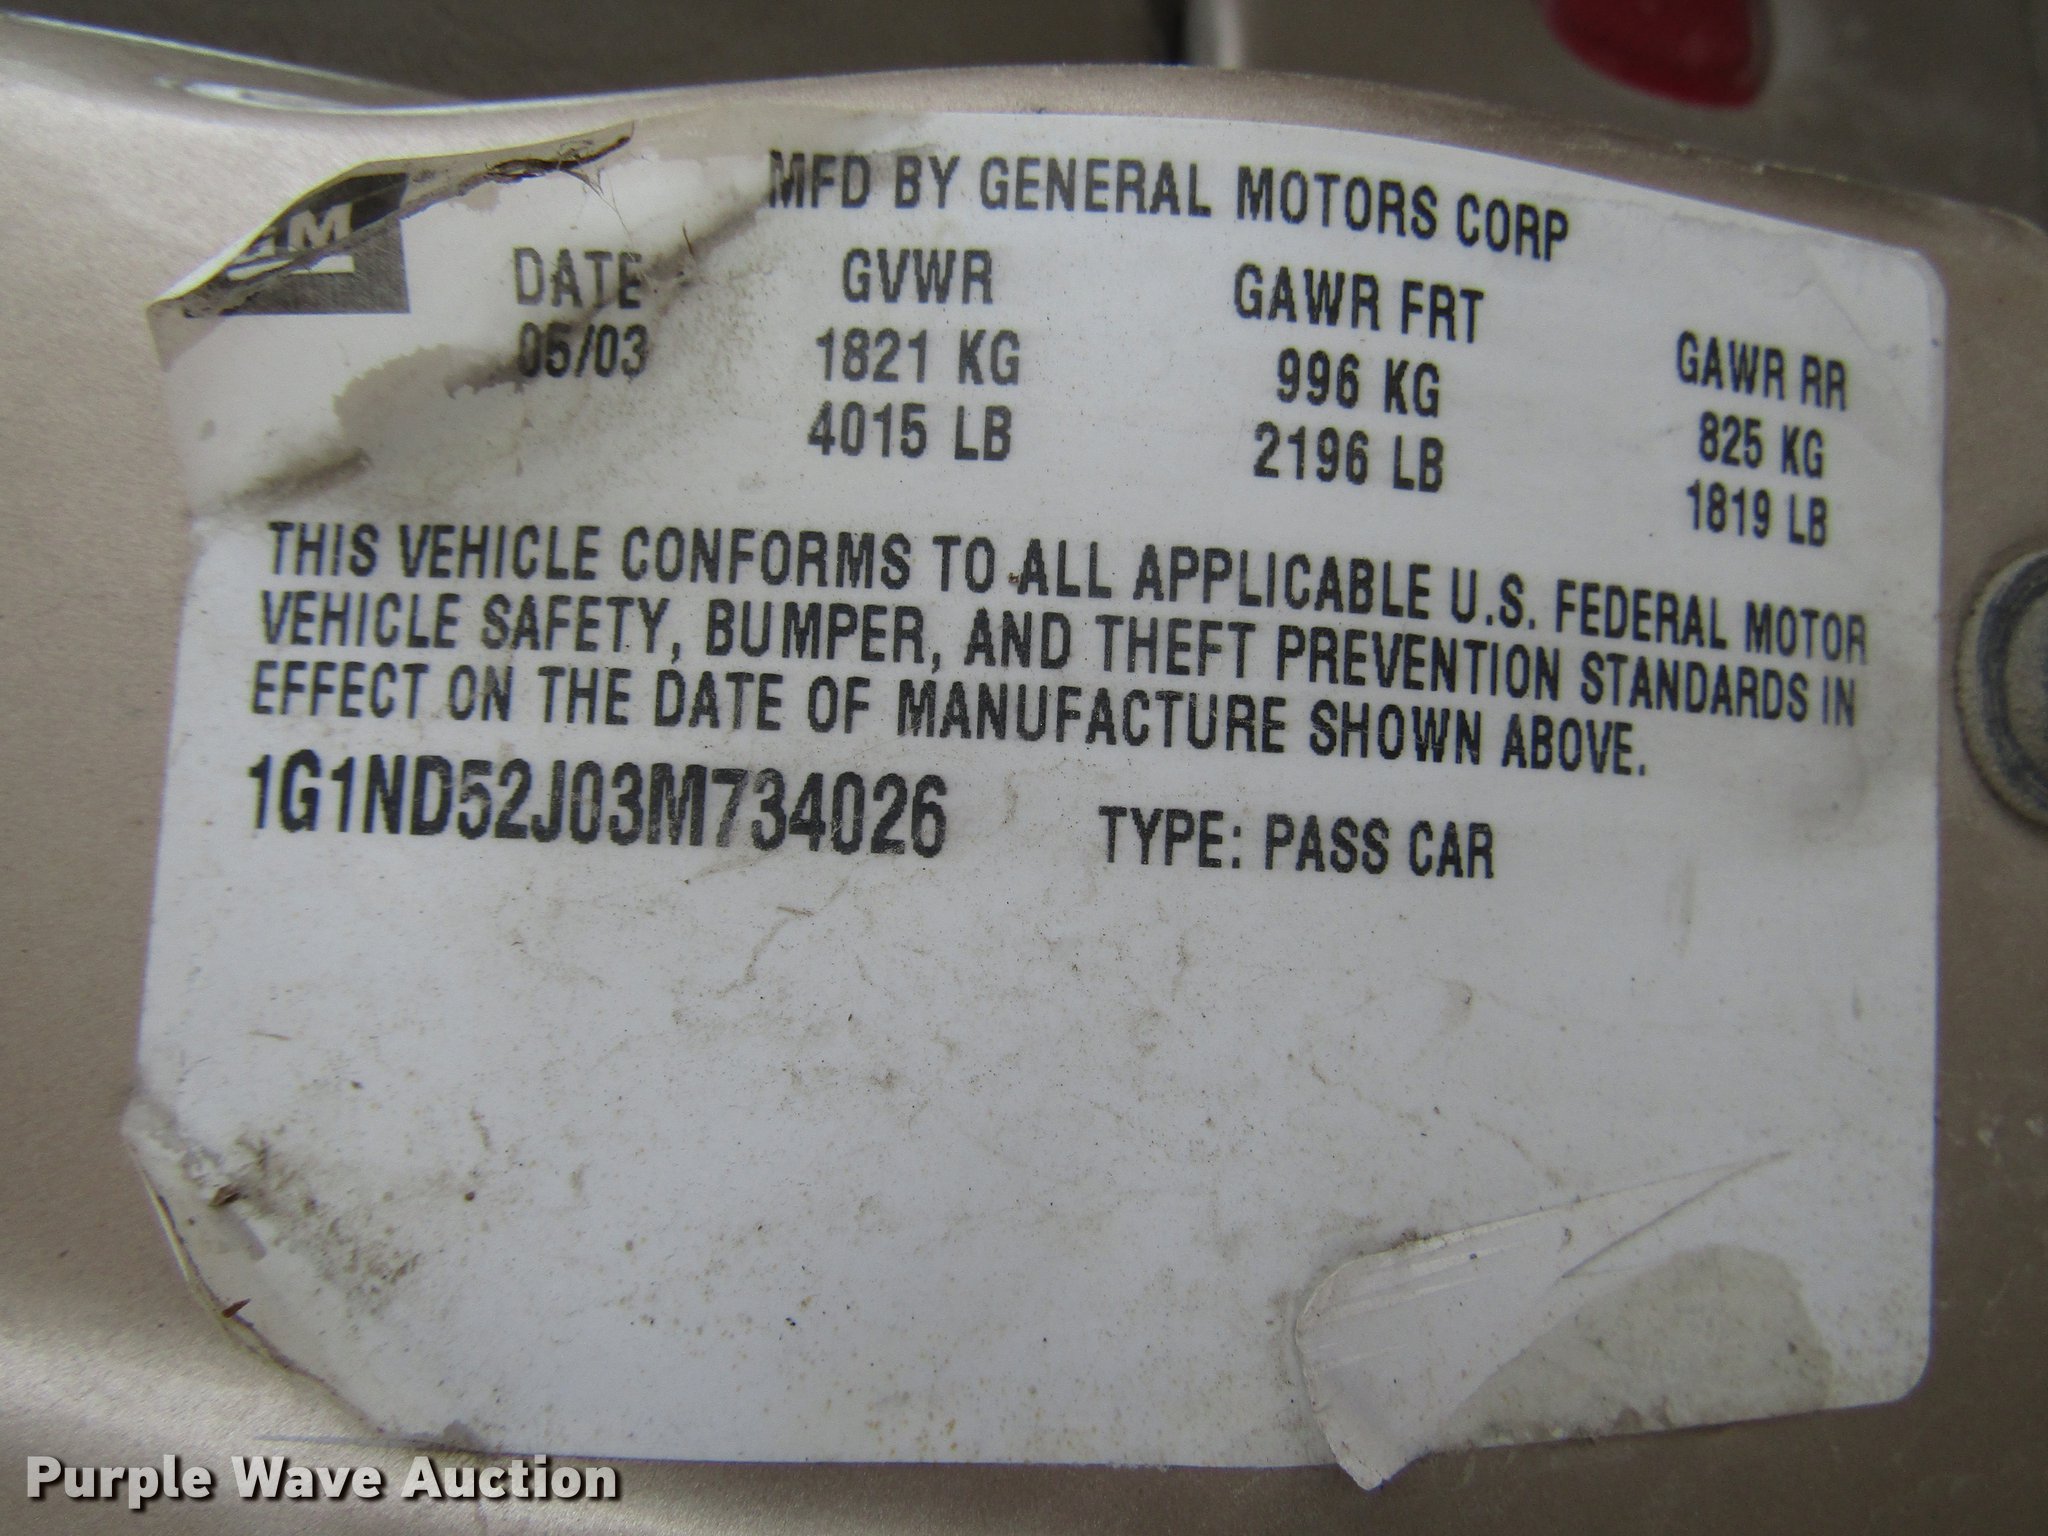 GM
MFD BY GENERAL MOTORS CORP
DATE GVWR GAWR FRT GAWR RR
05/03 1821 KG 996 KG 825 KG
4015 LB 2196 LB 1819 LB
THIS VEHICLE CONFORMS TO ALL APPLICABLE U.S. FEDERAL MOTOR
VEHICLE SAFETY, BUMPER, AND THEFT PREVENTION STANDARDS IN
EFFECT ON THE DATE OF MANUFACTURE SHOWN ABOVE.
1G1ND52J03M734026 TYPE: PASS CAR
Purple Wave Auction